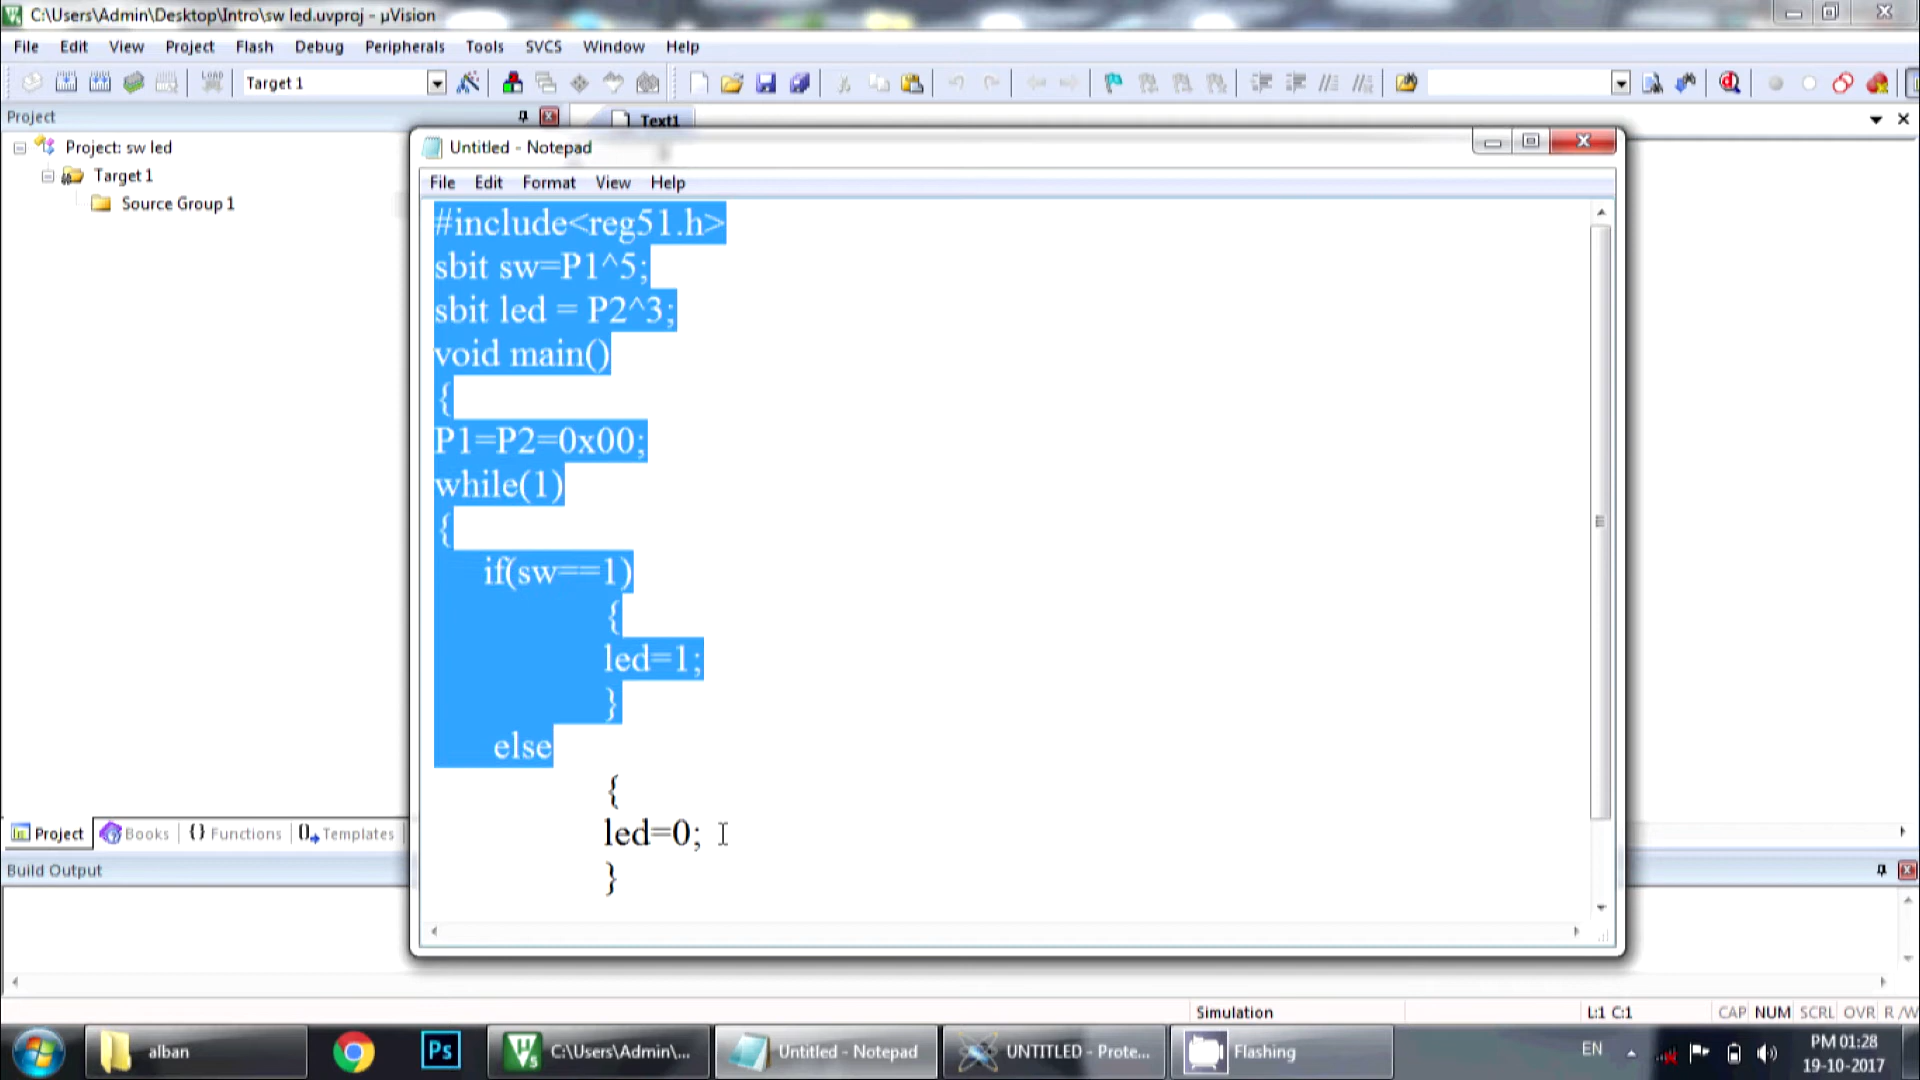 C:\Users\Admin\Desktop\Intro\sw led.uvproj - µVision
File Edit View Project Flash Debug Peripherals Tools SVCS Window Help
LOAD Target 1
Project
Text1
Project: sw led
Target 1
Source Group 1
Untitled - Notepad
File Edit Format View Help
#include<reg51.h>
sbit sw=P1^5;
sbit led = P2^3;
void main()
{
P1=P2=0x00;
while(1)
{
if(sw==1)
{
led=1;
}
else
{
led=0;
}
Project Books {} Functions 0 Templates
Build Output
Simulation L:1 C:1 CAP NUM SCRL OVR R/W
alban Ps C:\Users\Admin\... Untitled - Notepad UNTITLED - Prote... Flashing EN PM 01:28
19-10-2017